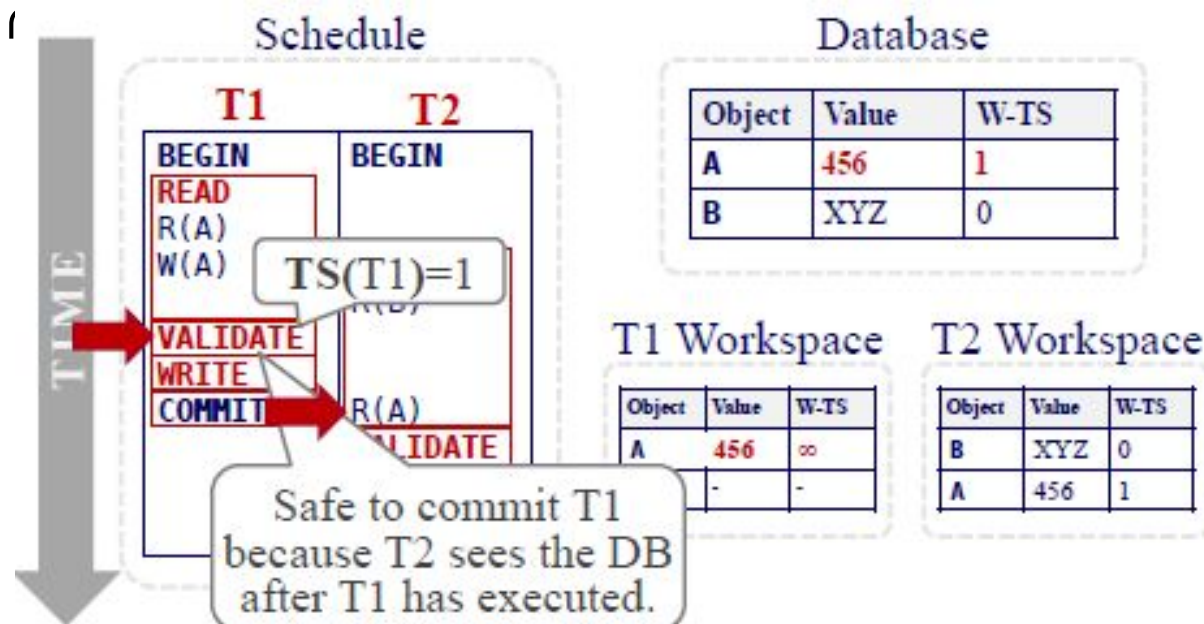 Schedule
Database
T1
T2
BEGIN
BEGIN
READ
R(A)
W(A)
TS(T1)=1
VALIDATE
WRITE
COMMIT
R(A)
Safe to commit T1
because T2 sees the DB
after T1 has executed.
TIME
Object Value W-TS
A 456 1
B XYZ 0
T1 Workspace
Object Value W-TS
A 456 ∞
- -
T2 Workspace
Object Value W-TS
B XYZ 0
A 456 1